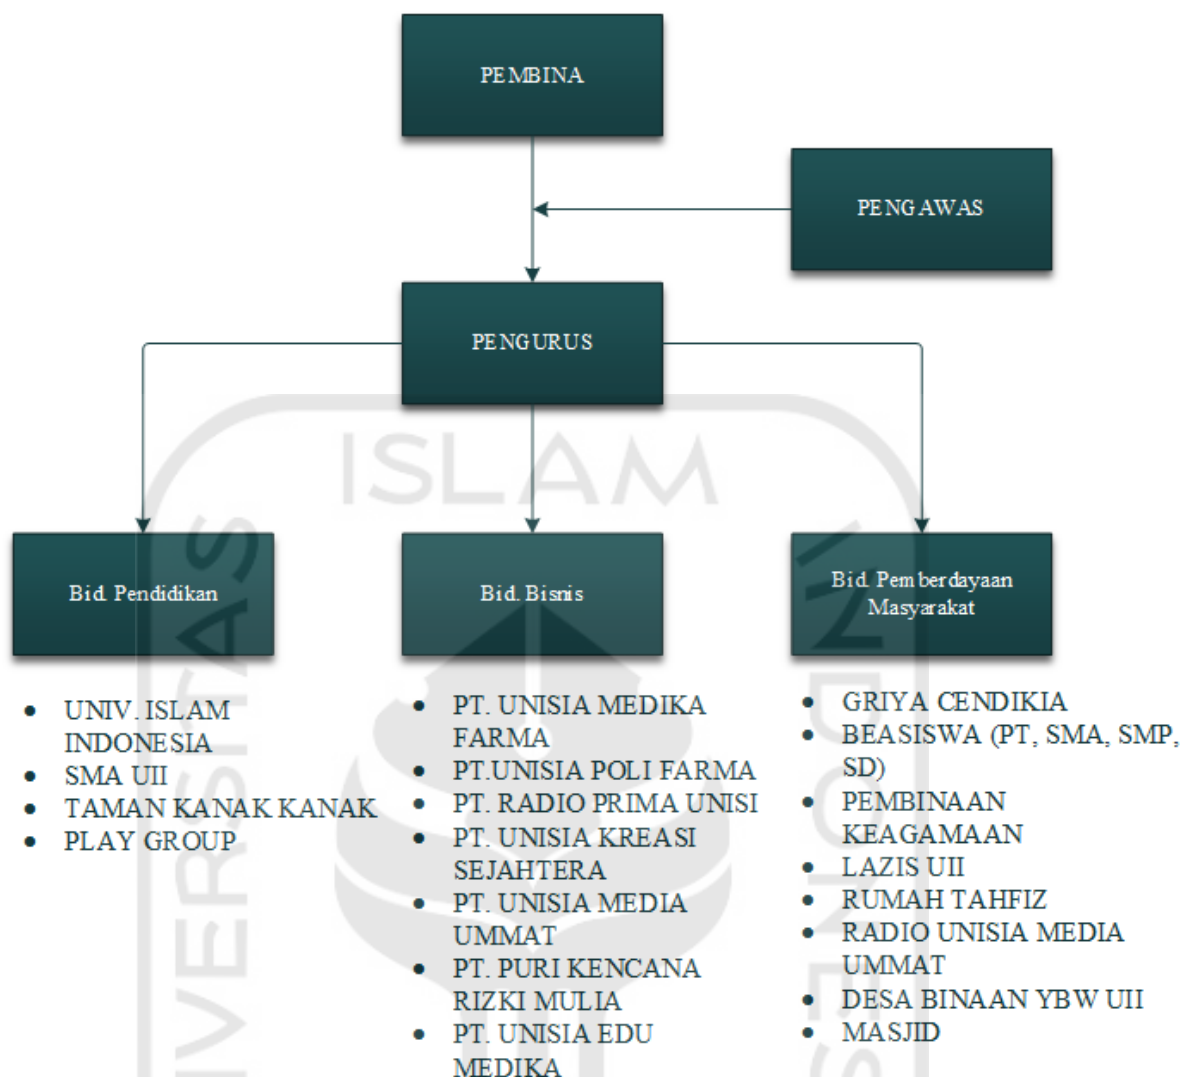 PEMBINA
PENGAWAS
PENGURUS
Bid. Pendidikan
Bid. Bisnis
Bid. Pemberdayaan
Masyarakat
• UNIV. ISLAM
INDONESIA
• SMA UII
• TAMAN KANAK KANAK
• PLAY GROUP
• PT. UNISIA MEDIKA
FARMA
• PT.UNISIA POLI FARMA
• PT. RADIO PRIMA UNISI
• PT. UNISIA KREASI
SEJAHTERA
• PT. UNISIA MEDIA
UMMAT
• PT. PURI KENCANA
RIZKI MULIA
• PT. UNISIA EDU
MEDIKA
• GRIYA CENDIKIA
• BEASISWA (PT, SMA, SMP,
SD)
• PEMBINAAN
KEAGAMAAN
• LAZIS UII
• RUMAH TAHFIZ
• RADIO UNISIA MEDIA
UMMAT
• DESA BINAAN YBW UII
• MASJID
ISLAM